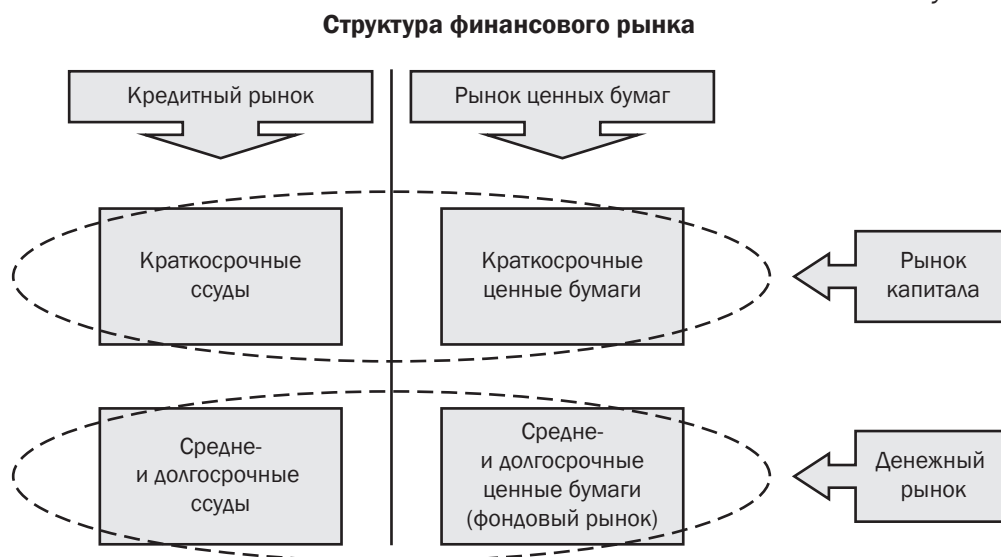 Структура финансового рынка
Кредитный рынок
Рынок ценных бумаг
Краткосрочные
ссуды
Краткосрочные
ценные бумаги
Рынок
капитала
Средне-
и долгосрочные
ссуды
Средне-
и долгосрочные
ценные бумаги
(фондовый рынок)
Денежный
рынок